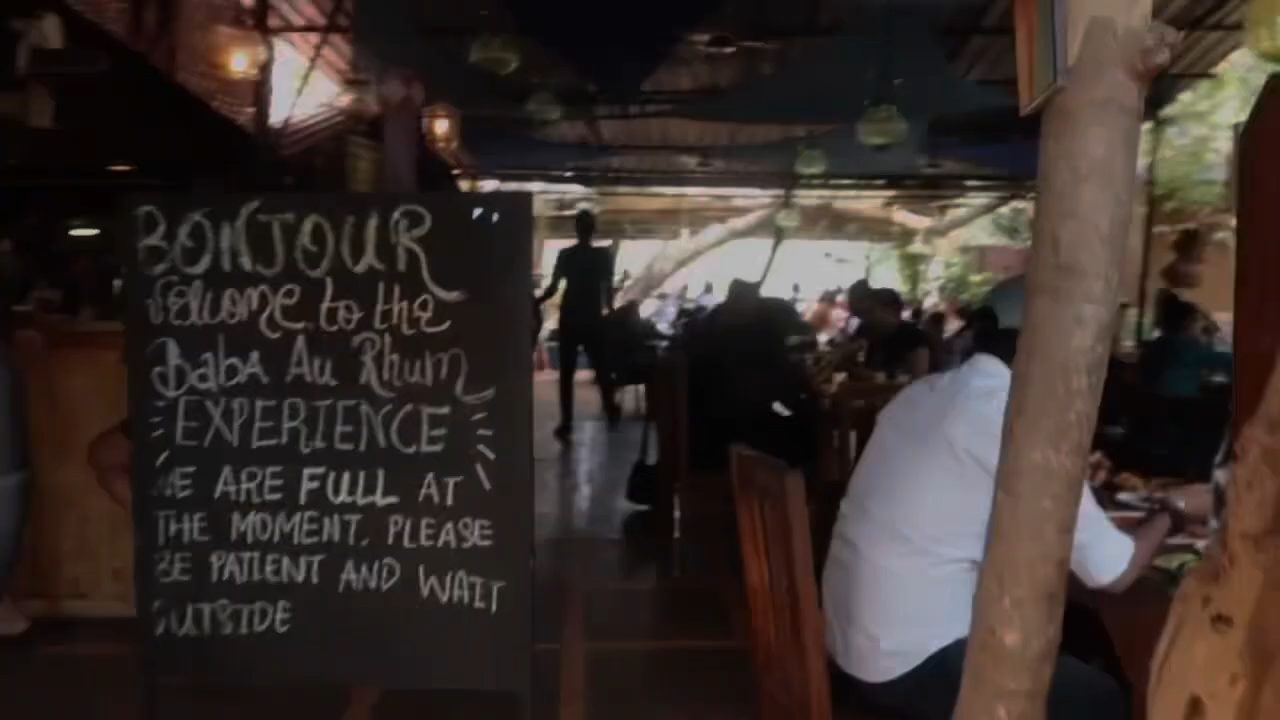 BONJOUR
Welcome to the
Baba Au Rhum
EXPERIENCE
WE ARE FULL AT
THE MOMENT. PLEASE
BE PATIENT AND WAIT
OUTSIDE